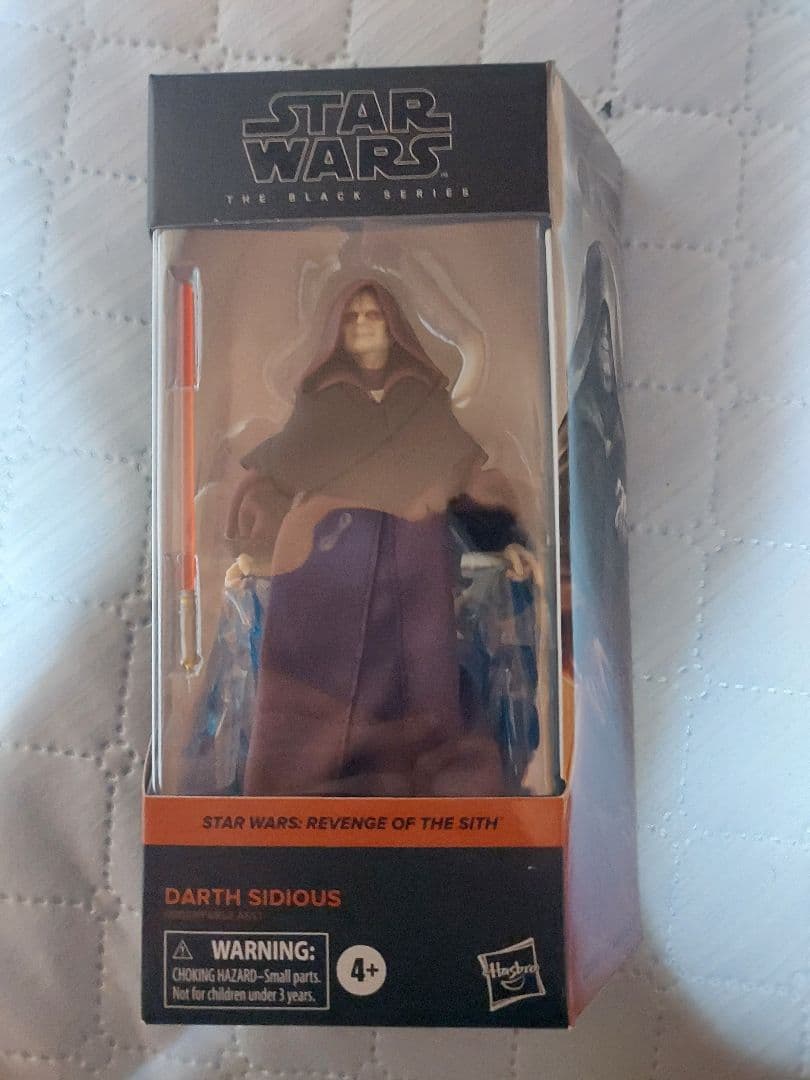 STAR
WARS
THE BLACK SERIES
STAR WARS: REVENGE OF THE SITH
DARTH SIDIOUS
WARNING:
CHOKING HAZARD–Small parts.
Not for children under 3 years.
4+
Hasbro